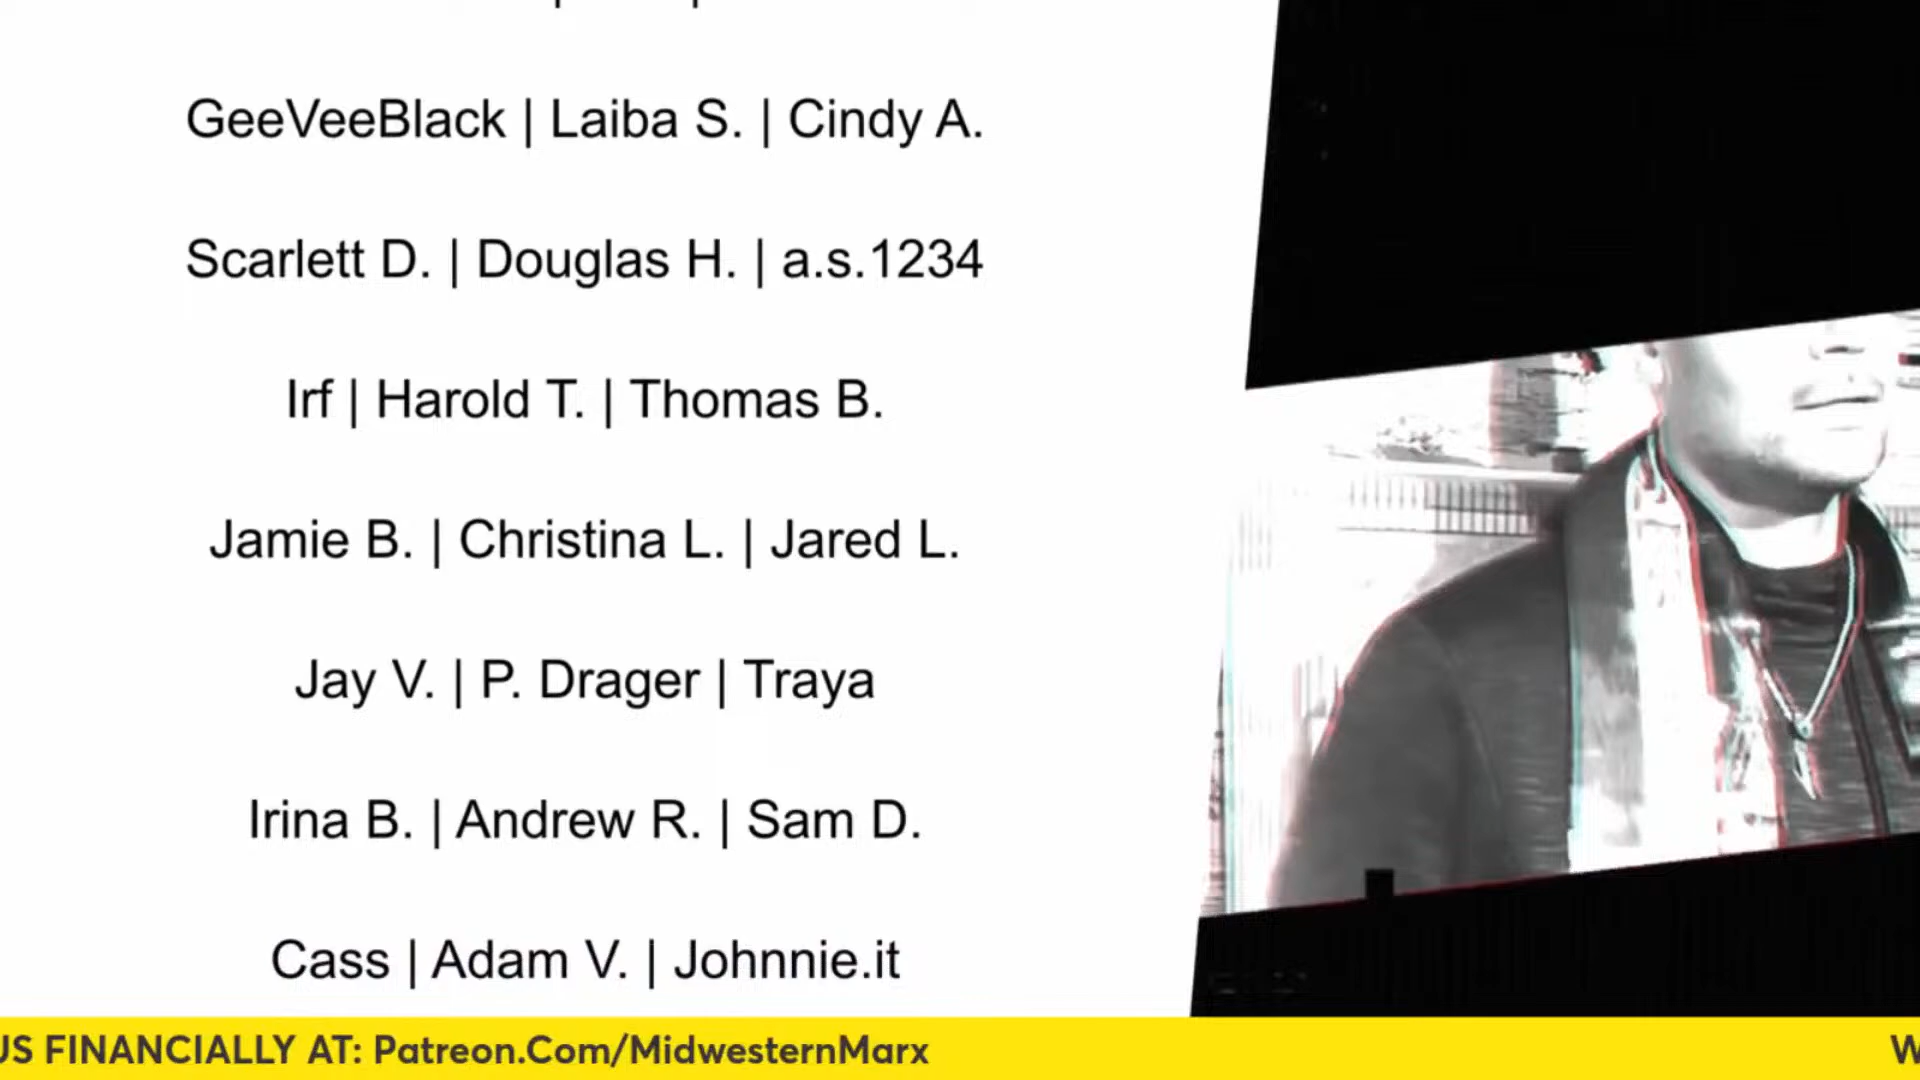 GeeVeeBlack | Laiba S. | Cindy A.
Scarlett D. | Douglas H. | a.s.1234
Irf | Harold T. | Thomas B.
Jamie B. | Christina L. | Jared L.
Jay V. | P. Drager | Traya
Irina B. | Andrew R. | Sam D.
Cass | Adam V. | Johnnie.it
US FINANCIALLY AT: Patreon.Com/MidwesternMarx